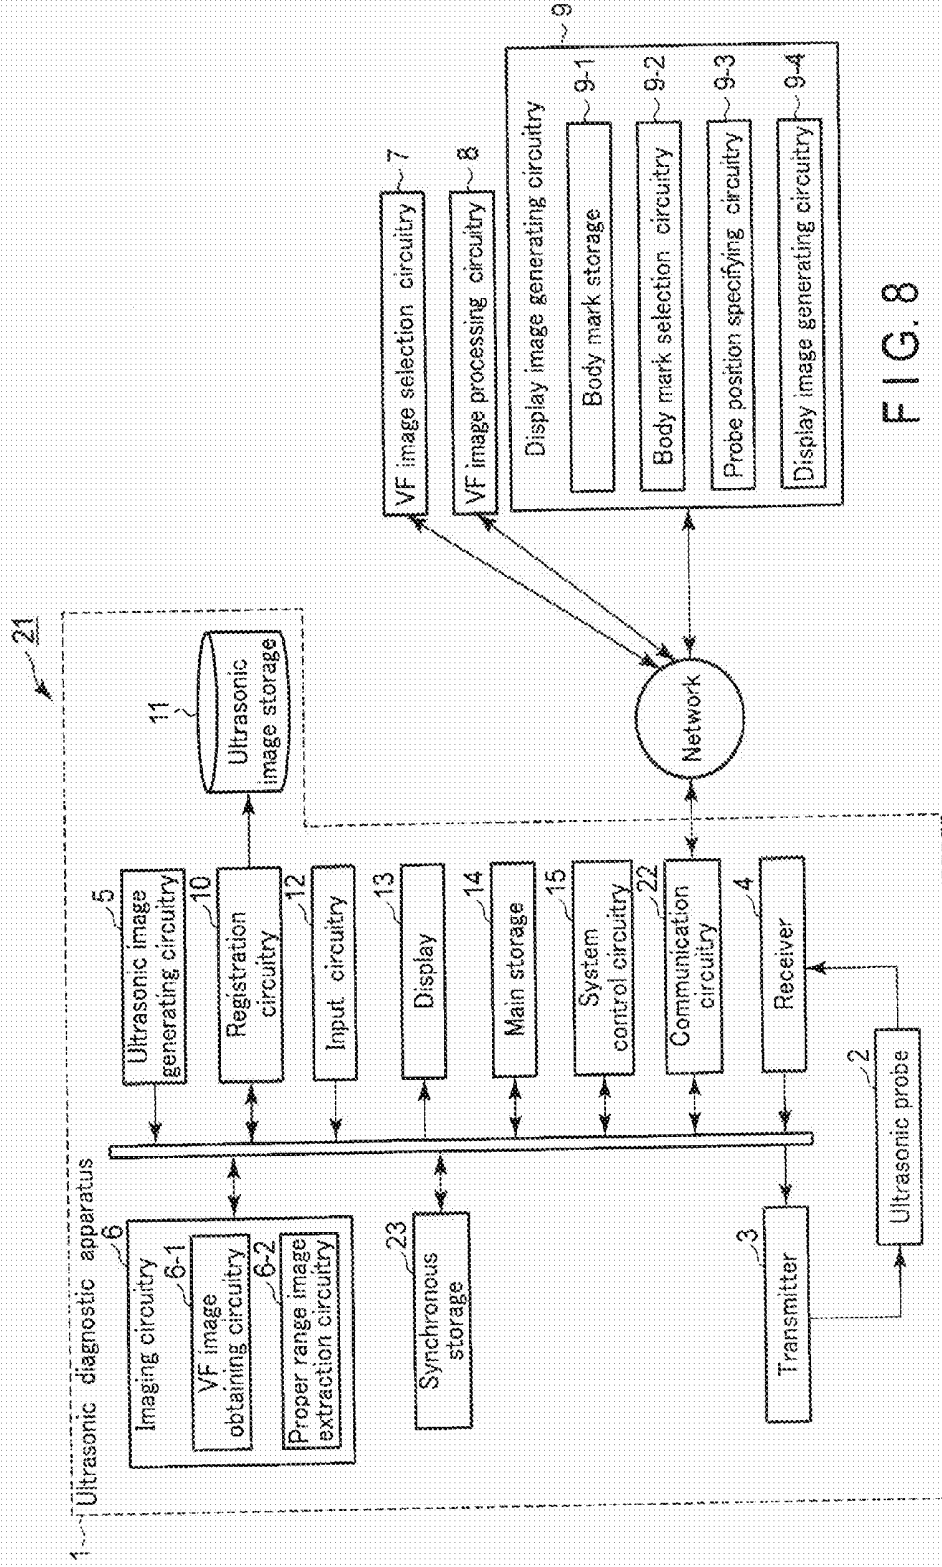 21
1
Ultrasonic diagnostic apparatus
6
Imaging circuitry
6-1
VF image
obtaining circuitry
6-2
Proper range image
extraction circuitry
23
Synchronous
storage
3
Transmitter
2
Ultrasonic probe
5
Ultrasonic image
generating circuitry
10
Registration
circuitry
12
Input circuitry
13
Display
14
Main storage
15
System
control circuitry
22
Communication
circuitry
4
Receiver
11
Ultrasonic
image storage
Network
7
VF image selection circuitry
8
VF image processing circuitry
9
Display image generating circuitry
9-1
Body mark storage
9-2
Body mark selection circuitry
9-3
Probe position specifying circuitry
9-4
Display image generating circuitry
FIG. 8